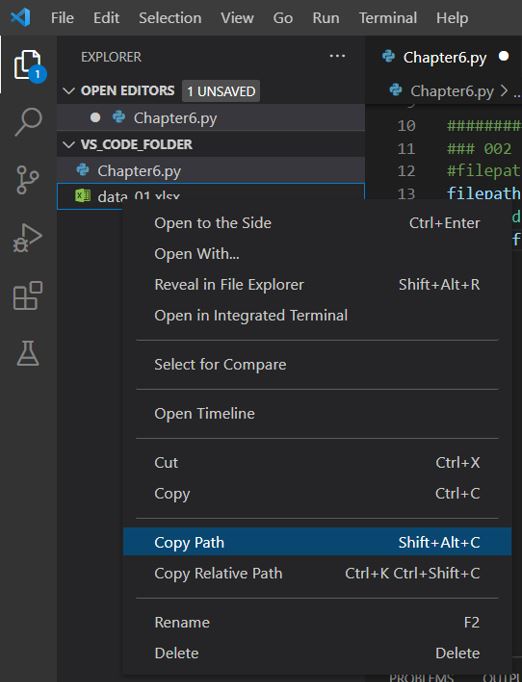 File Edit Selection View Go Run Terminal Help
EXPLORER ...
Chapter6.py
OPEN EDITORS 1 UNSAVED
Chapter6.py > ..
Chapter6.py
10 #########
VS_CODE_FOLDER
11 ### 002
Chapter6.py
12 #filepat
data_01.xlsx
13 filepath
Open to the Side Ctrl+Enter
Open With...
Reveal in File Explorer Shift+Alt+R
Open in Integrated Terminal
Select for Compare
Open Timeline
Cut Ctrl+X
Copy Ctrl+C
Copy Path Shift+Alt+C
Copy Relative Path Ctrl+K Ctrl+Shift+C
Rename F2
Delete Delete
1